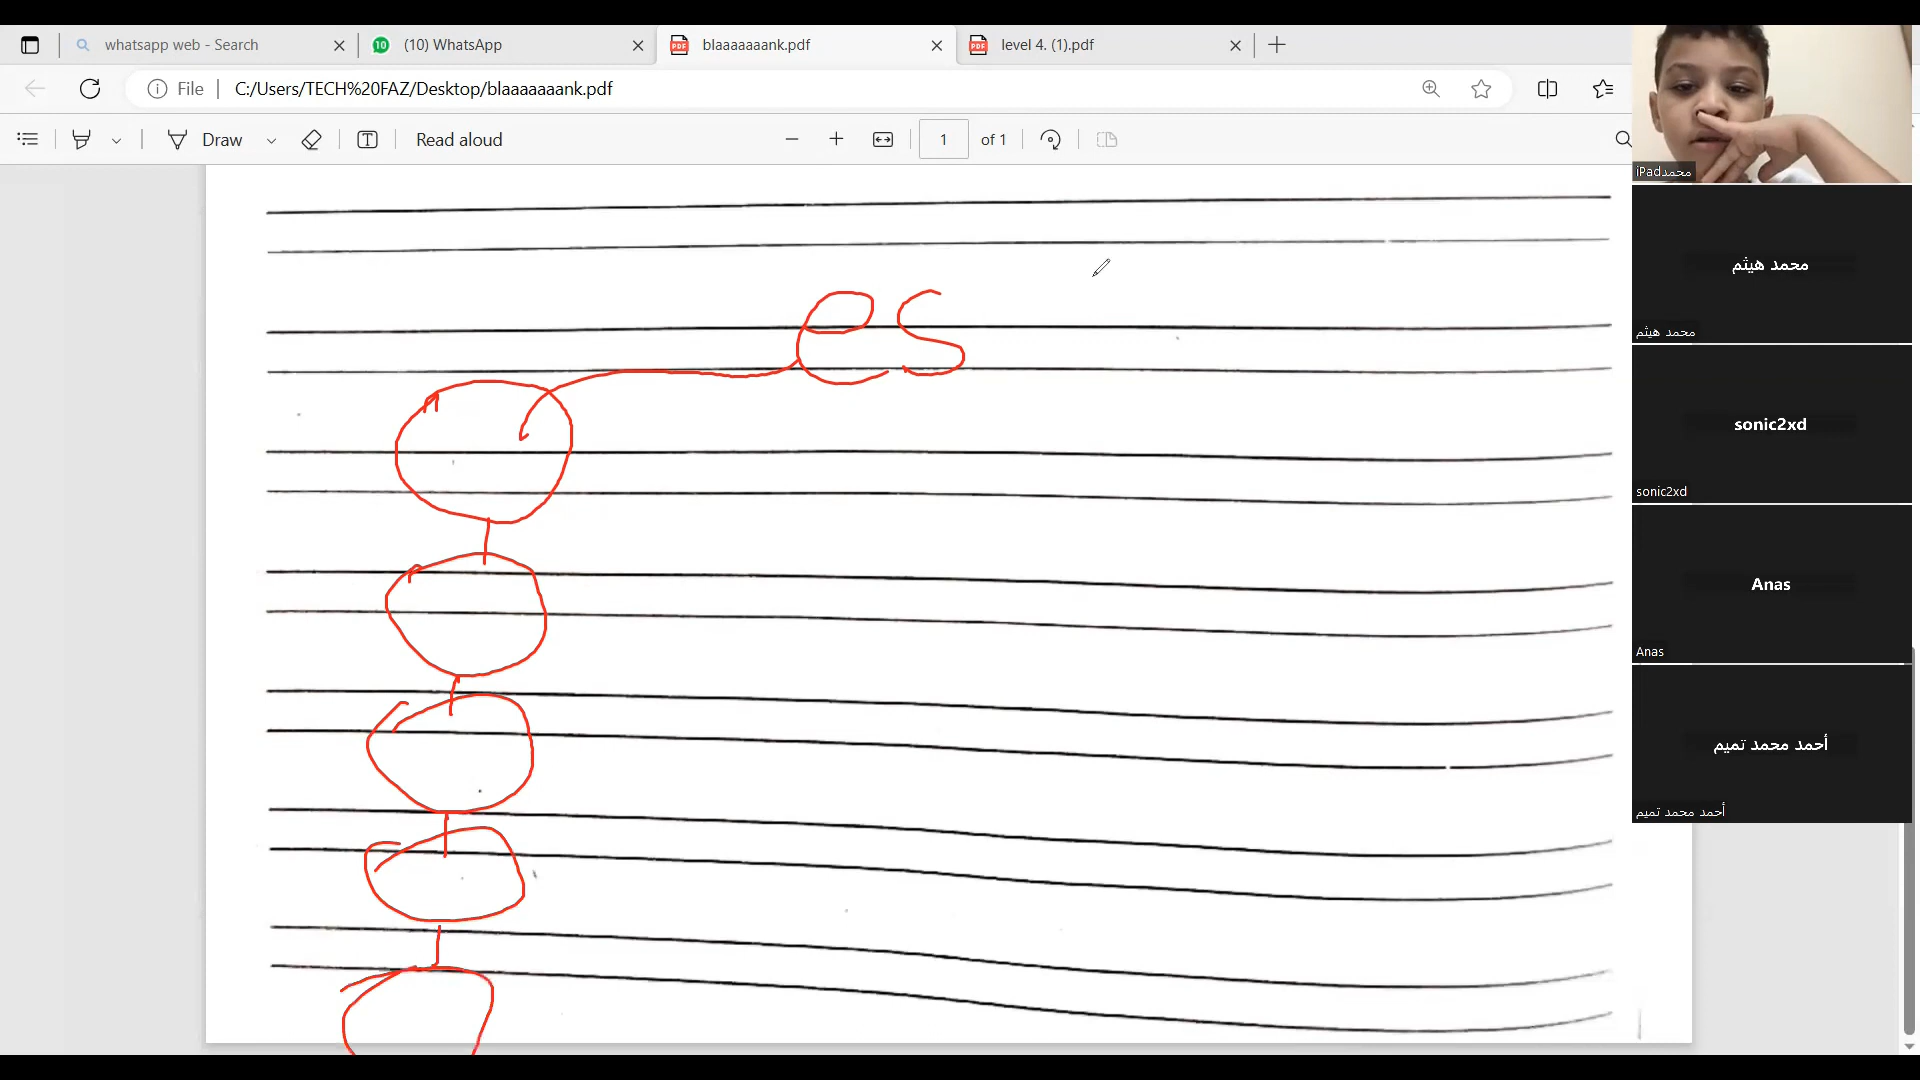 whatsapp web - Search
(10) WhatsApp
blaaaaaaank.pdf
level 4. (1).pdf
File C:/Users/TECH%20FAZ/Desktop/blaaaaaaank.pdf
Draw
Read aloud
1 of 1
es
iPadمحمد
محمد هيثم
محمد هيثم
sonic2xd
sonic2xd
Anas
Anas
أحمد محمد تميم
أحمد محمد تميم